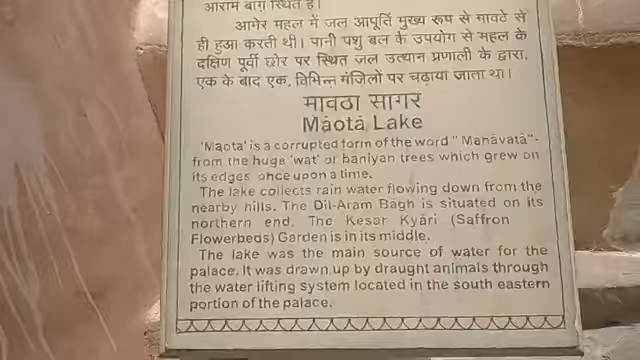 आराम बाग़ स्थित है।
आमेर महल में जल आपूर्ति मुख्य रूप से मावठे से
ही हुआ करती थी। पानी पशु बल के उपयोग से महल के
दक्षिण पूर्वी छोर पर स्थित जल उत्थान प्रणाली के द्वारा,
एक के बाद एक, विभिन्न मंजिलों पर चढ़ाया जाता था।
मावठा सागर
Māotā Lake
'Maota' is a corrupted form of the word " Mahāvatā"-
from the huge 'wat' or baniyan trees which grew on
its edges once upon a time.
The lake collects rain water flowing down from the
nearby hills. The Dil-Aram Bagh is situated on its
northern end. The Kesar Kyāri (Saffron
Flowerbeds) Garden is in its middle.
The lake was the main source of water for the
palace. It was drawn up by draught animals through
the water lifting system located in the south eastern
portion of the palace.